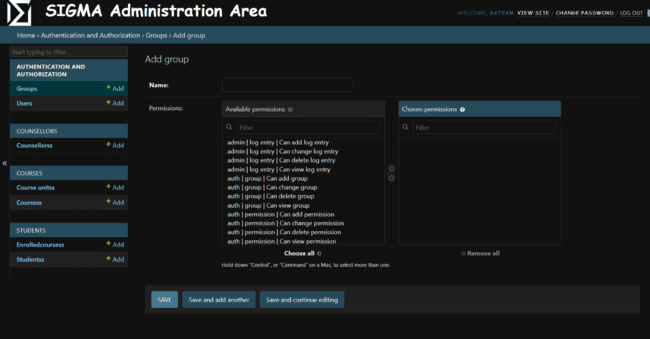 SIGMA Administration Area
WELCOME, SATYAM. VIEW SITE / CHANGE PASSWORD / LOG OUT
Home › Authentication and Authorization › Groups › Add group
Start typing to filter...
AUTHENTICATION AND
AUTHORIZATION
Groups + Add
Users + Add
COUNSELLORS
Counsellorss + Add
COURSES
Course unitss + Add
Coursess + Add
STUDENTS
Enrolledcoursess + Add
Studentss + Add
«
Add group
Name:
Permissions:
Available permissions ?
Filter
admin | log entry | Can add log entry
admin | log entry | Can change log entry
admin | log entry | Can delete log entry
admin | log entry | Can view log entry
auth | group | Can add group
auth | group | Can change group
auth | group | Can delete group
auth | group | Can view group
auth | permission | Can add permission
auth | permission | Can change permission
auth | permission | Can delete permission
auth | permission | Can view permission
Choose all
Hold down "Control", or "Command" on a Mac, to select more than one.
Chosen permissions ?
Filter
Remove all
SAVE
Save and add another
Save and continue editing